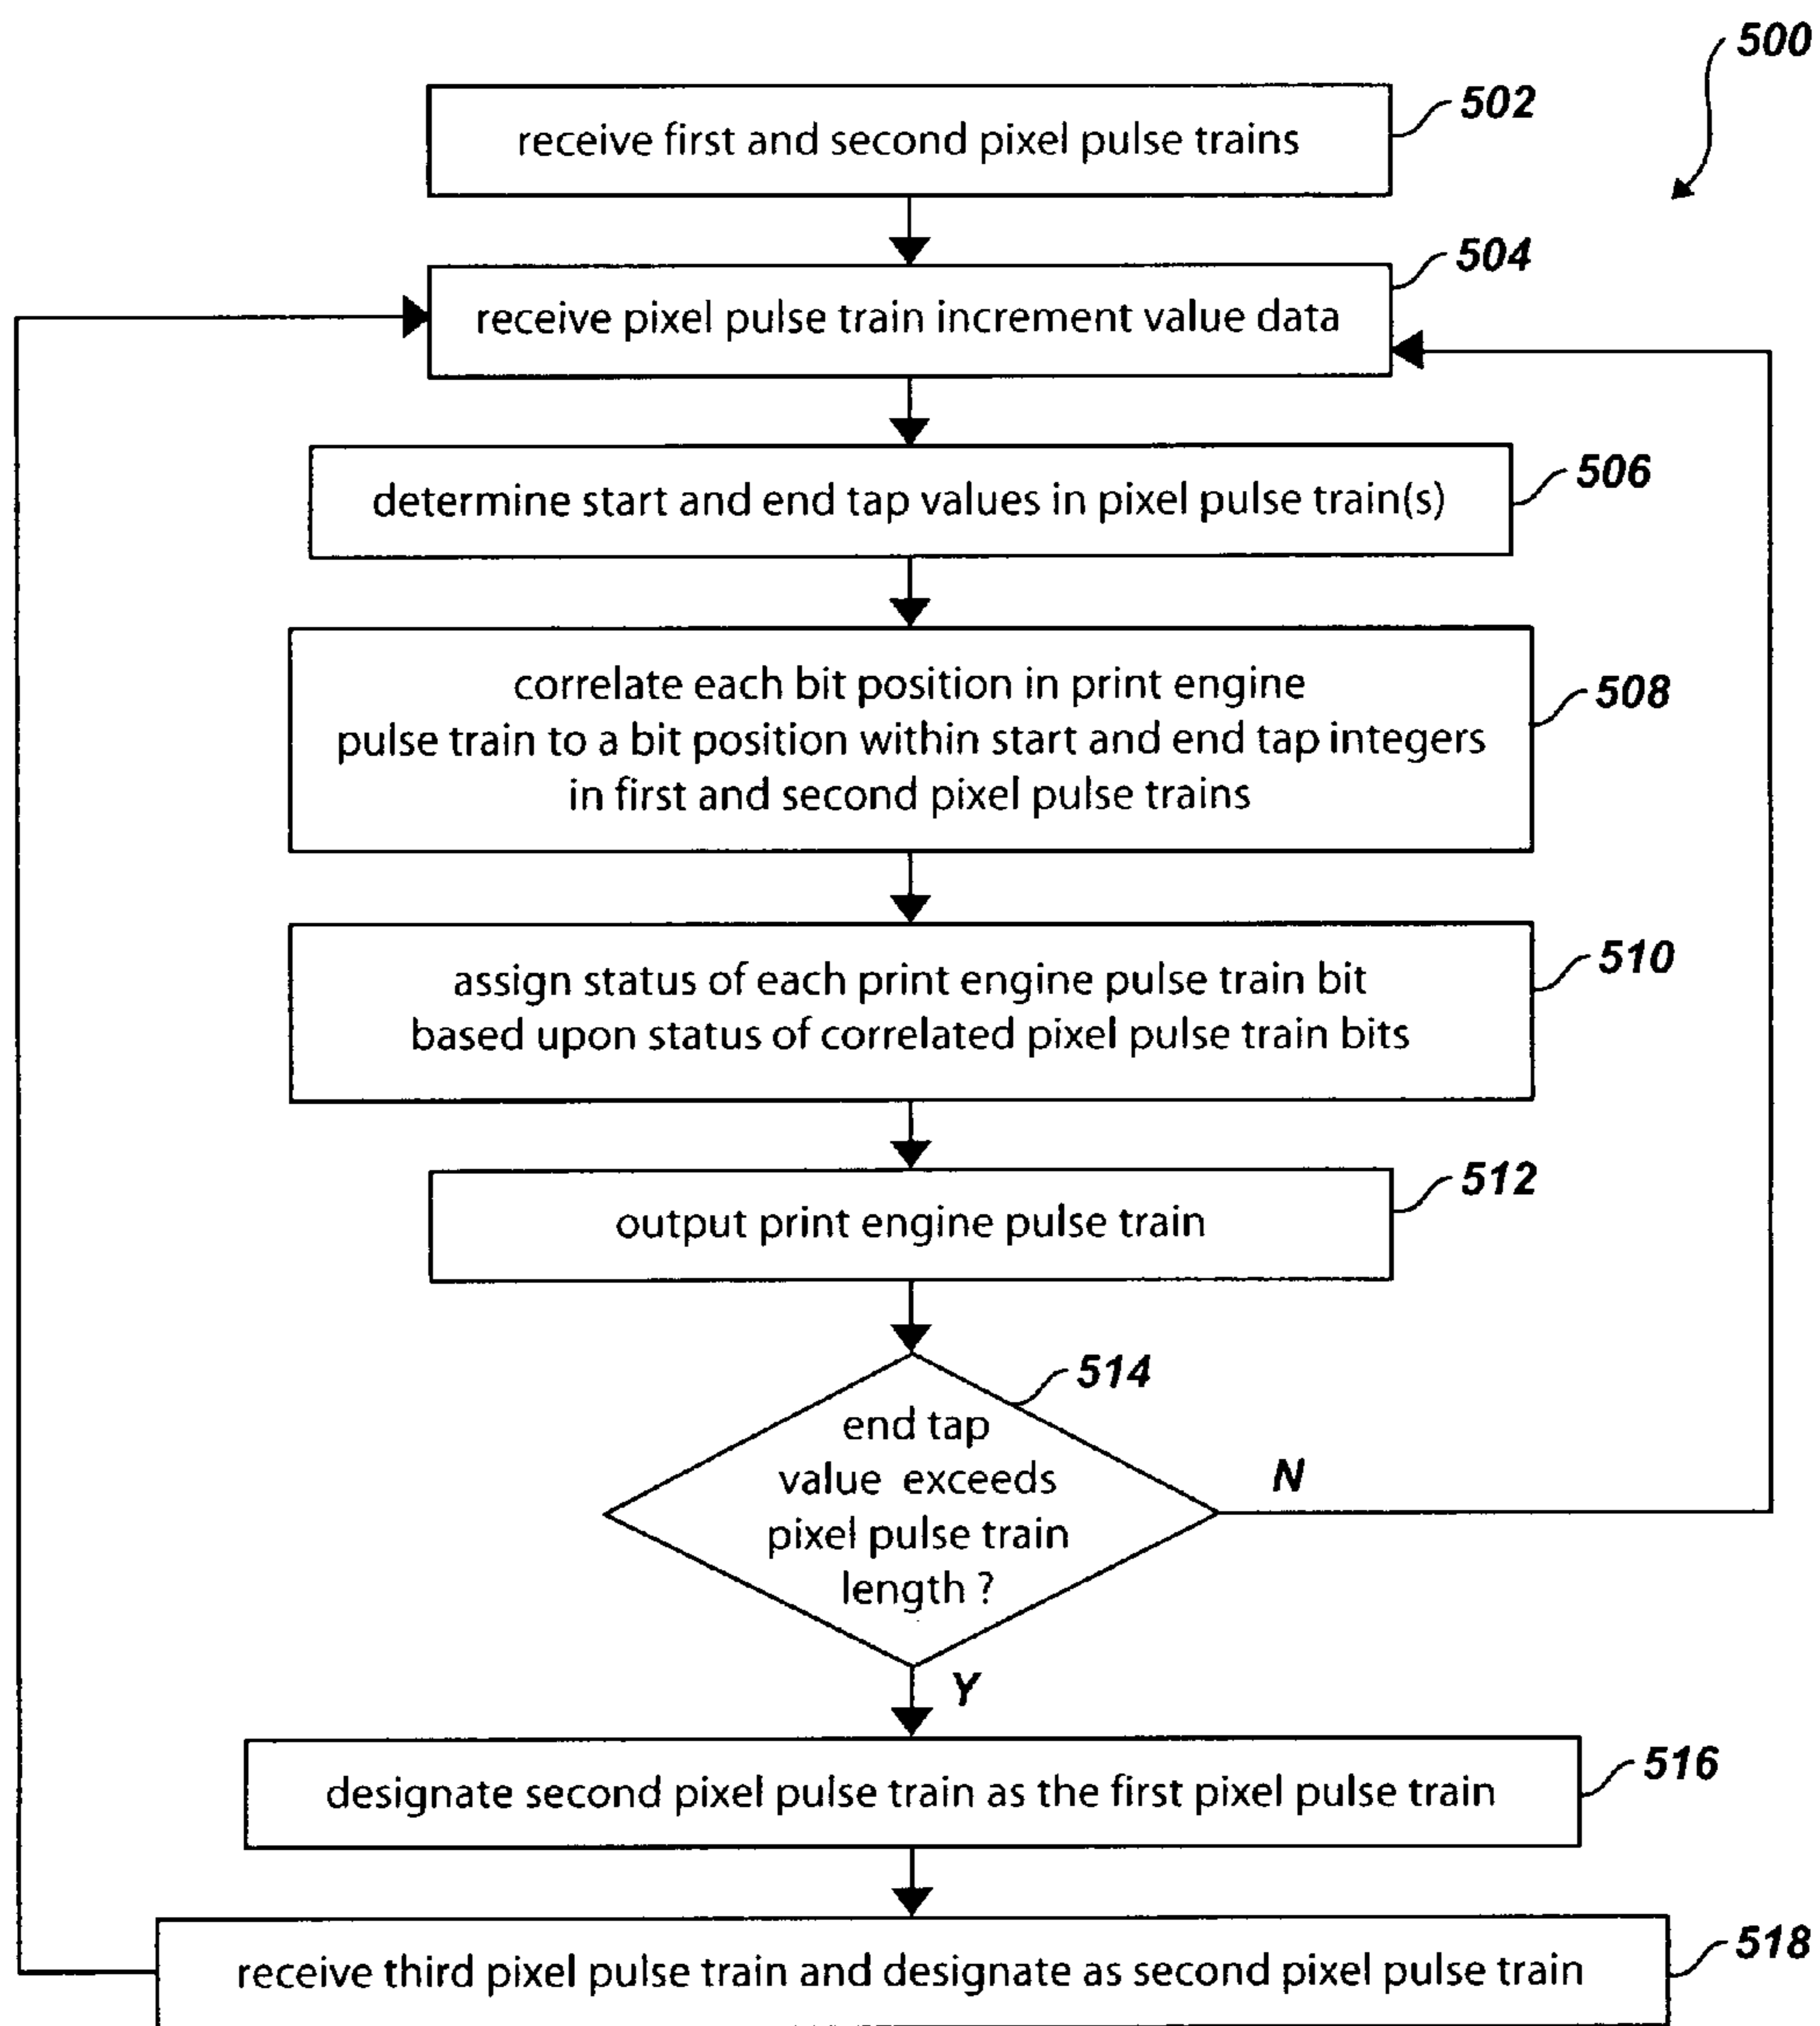 500
502
receive first and second pixel pulse trains
504
receive pixel pulse train increment value data
506
determine start and end tap values in pixel pulse train(s)
508
correlate each bit position in print engine
pulse train to a bit position within start and end tap integers
in first and second pixel pulse trains
510
assign status of each print engine pulse train bit
based upon status of correlated pixel pulse train bits
512
output print engine pulse train
514
end tap
value exceeds
pixel pulse train
length ?
N
Y
516
designate second pixel pulse train as the first pixel pulse train
518
receive third pixel pulse train and designate as second pixel pulse train